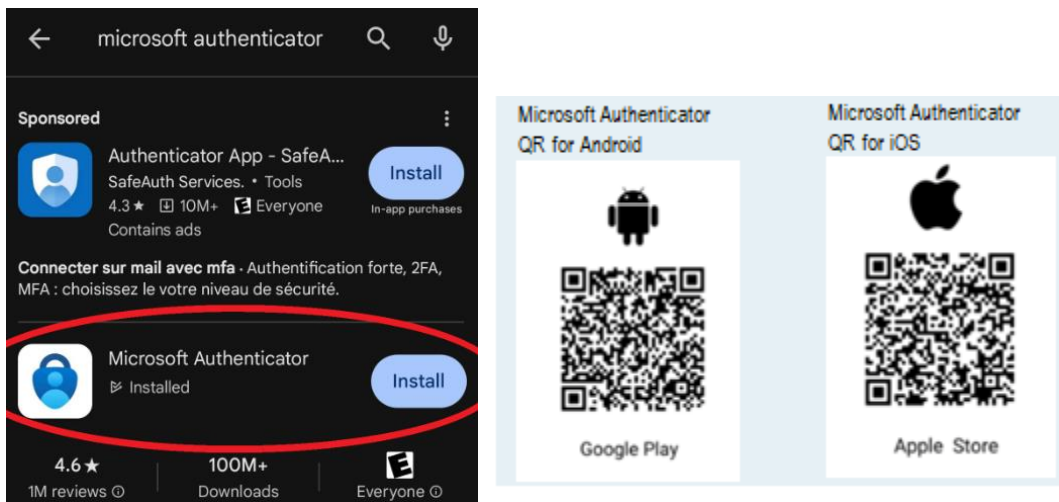 microsoft authenticator
Sponsored
Authenticator App - SafeA...
SafeAuth Services. • Tools
4.3★ 10M+ E Everyone
Contains ads
Install
In-app purchases
Connecter sur mail avec mfa · Authentification forte, 2FA,
MFA : choisissez le votre niveau de sécurité.
Microsoft Authenticator
Installed
Install
4.6★ 100M+ E
1M reviews Downloads Everyone
Microsoft Authenticator
QR for Android
Google Play
Microsoft Authenticator
QR for iOS
Apple Store